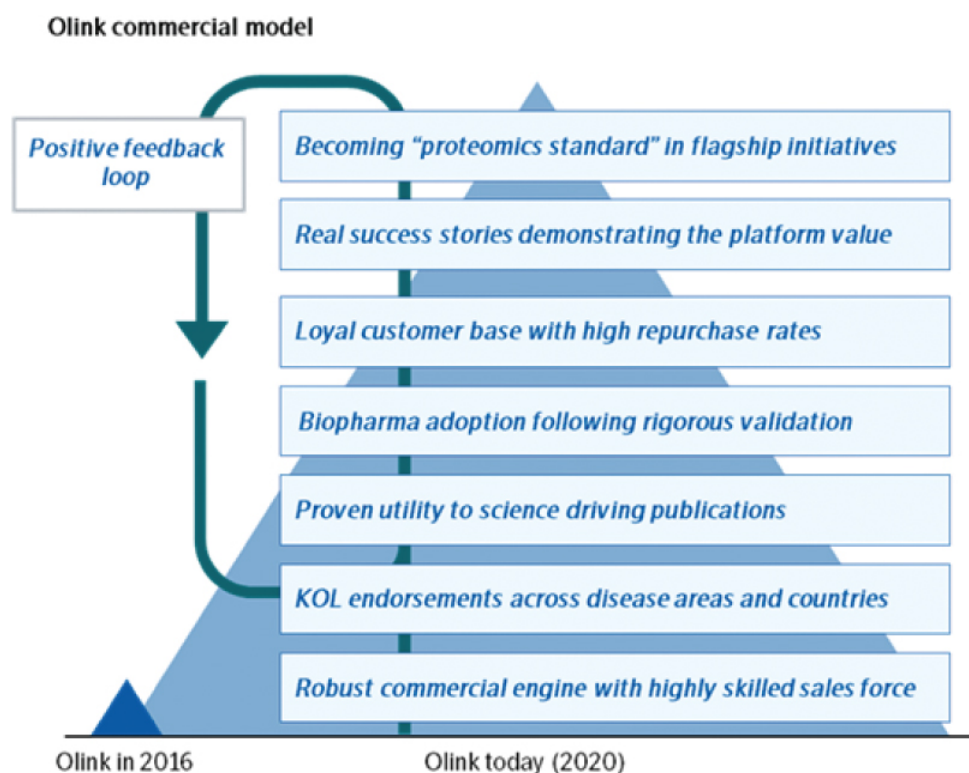 Olink commercial model
Positive feedback
loop
Becoming “proteomics standard” in flagship initiatives
Real success stories demonstrating the platform value
Loyal customer base with high repurchase rates
Biopharma adoption following rigorous validation
Proven utility to science driving publications
KOL endorsements across disease areas and countries
Robust commercial engine with highly skilled sales force
Olink in 2016
Olink today (2020)